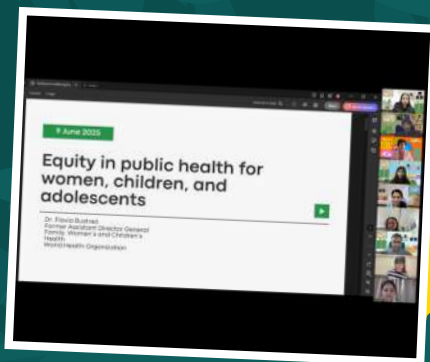 9 June 2025
Equity in public health for
women, children, and
adolescents
Dr. Flavia Bustreo
Former Assistant Director General
Family, Women's and Children's
Health
World Health Organization